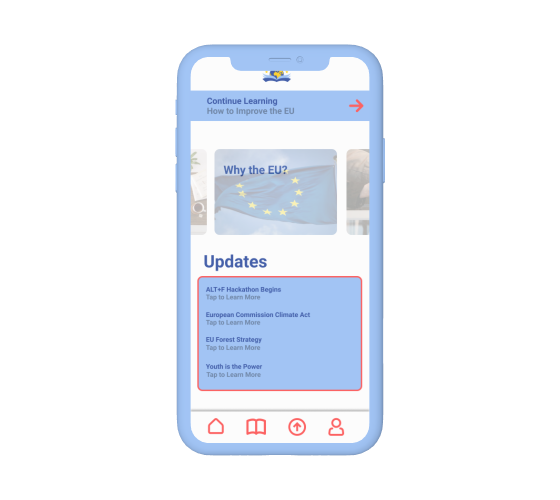 Continue Learning
How to Improve the EU
Why the EU?
Updates
ALT+F Hackathon Begins
Tap to Learn More
European Commission Climate Act
Tap to Learn More
EU Forest Strategy
Tap to Learn More
Youth is the Power
Tap to Learn More